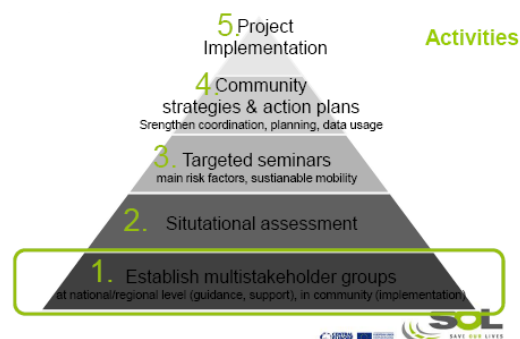 5. Project
Implementation
Activities
4. Community
strategies & action plans
Srengthen coordination, planning, data usage
3. Targeted seminars
main risk factors, sustianable mobility
2. Situtational assessment
1. Establish multistakeholder groups
at national/regional level (guidance, support), in community (implementation)
SOL
SAVE OUR LIVES